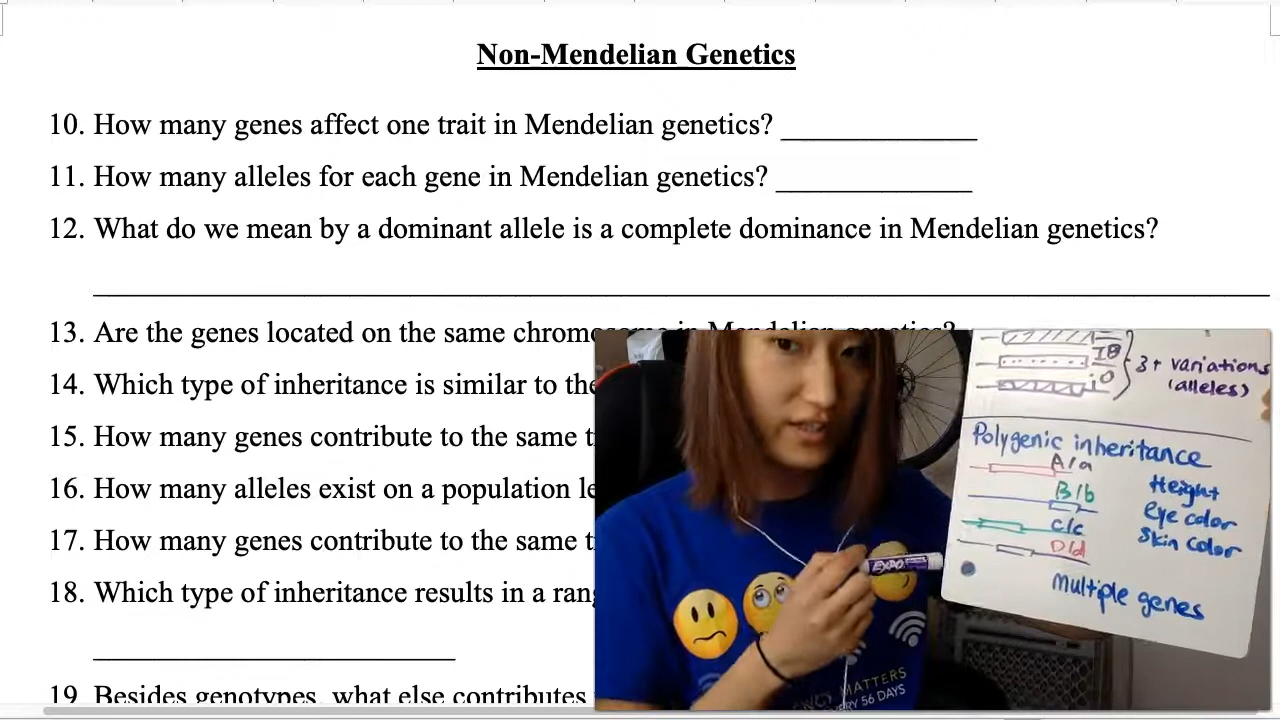 Non-Mendelian Genetics
10. How many genes affect one trait in Mendelian genetics?
11. How many alleles for each gene in Mendelian genetics?
12. What do we mean by a dominant allele is a complete dominance in Mendelian genetics?
13. Are the genes located on the same chromosome in Mendelian genetics?
14. Which type of inheritance is similar to the
15. How many genes contribute to the same
16. How many alleles exist on a population
17. How many genes contribute to the same
18. Which type of inheritance results in a
19. Besides genotypes, what else contributes
IB
i O
3+ variations
(alleles)
Polygenic inheritance
A/a
B/b
C/c
D/d
Height
Eye color
Skin color
Multiple genes
EXPO
MATTERS
EVERY 56 DAYS